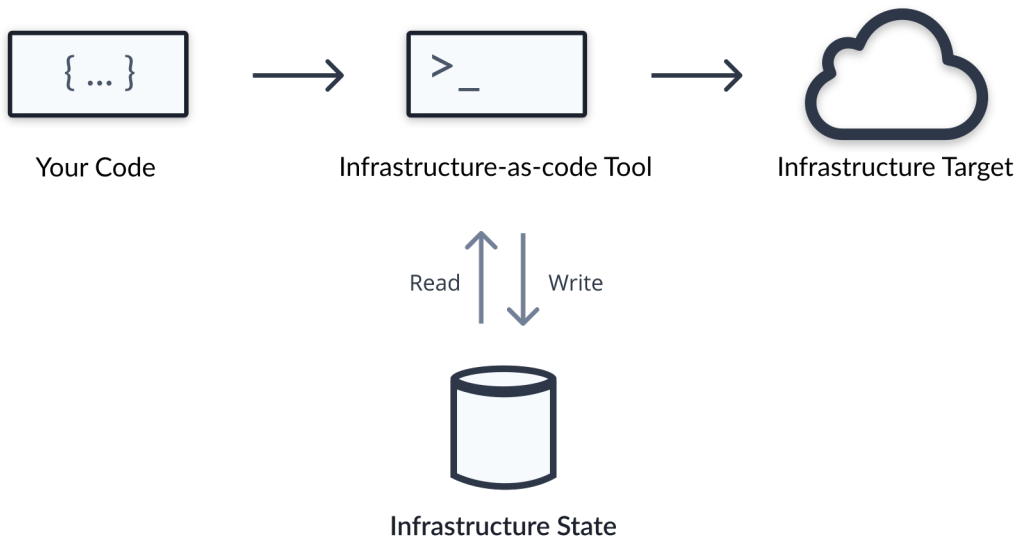 { ... }
>_
Your Code
Infrastructure-as-code Tool
Infrastructure Target
Read
Write
Infrastructure State